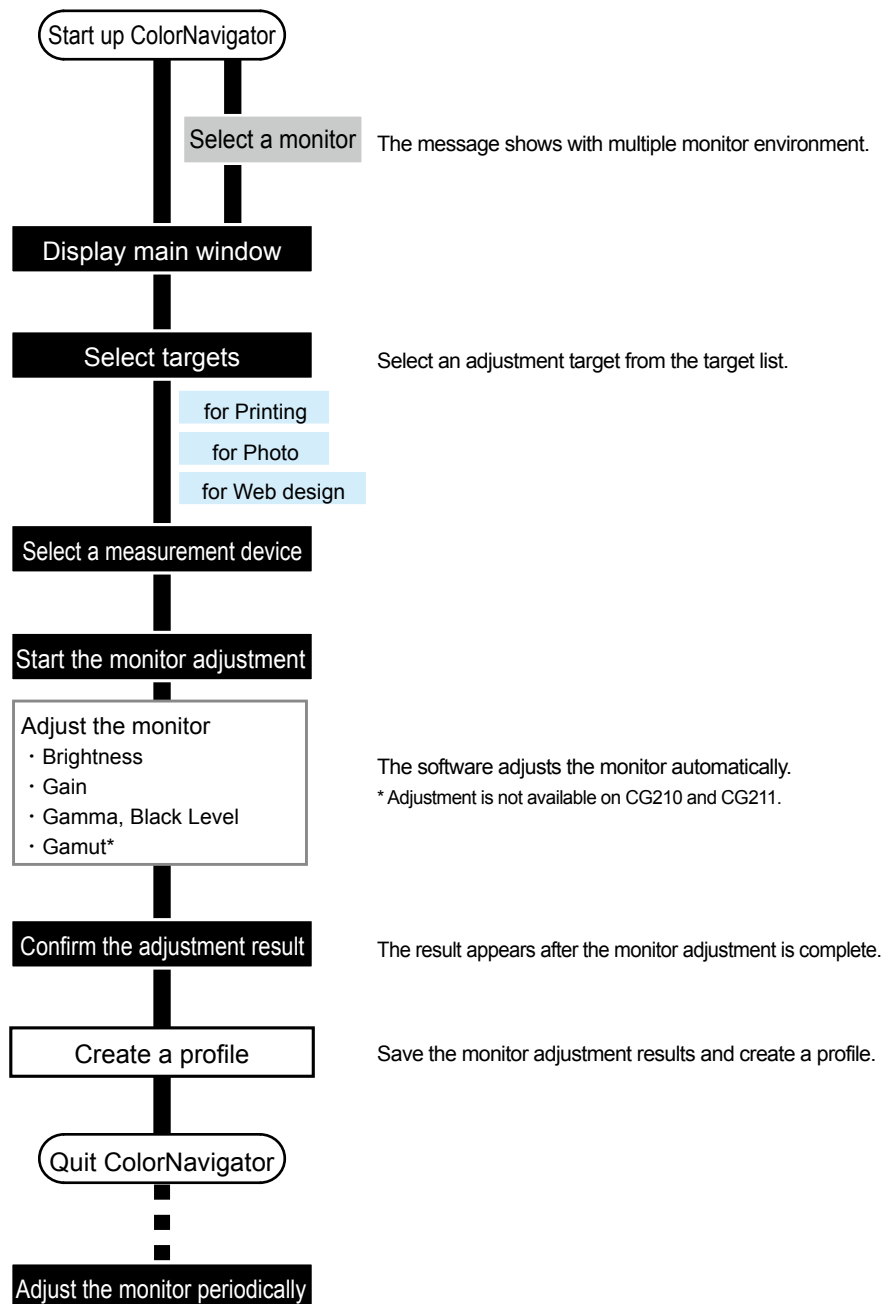 Start up ColorNavigator
Select a monitor
The message shows with multiple monitor environment.
Display main window
Select targets
Select an adjustment target from the target list.
for Printing
for Photo
for Web design
Select a measurement device
Start the monitor adjustment
Adjust the monitor
・Brightness
・Gain
・Gamma, Black Level
・Gamut*
The software adjusts the monitor automatically.
* Adjustment is not available on CG210 and CG211.
Confirm the adjustment result
The result appears after the monitor adjustment is complete.
Create a profile
Save the monitor adjustment results and create a profile.
Quit ColorNavigator
Adjust the monitor periodically